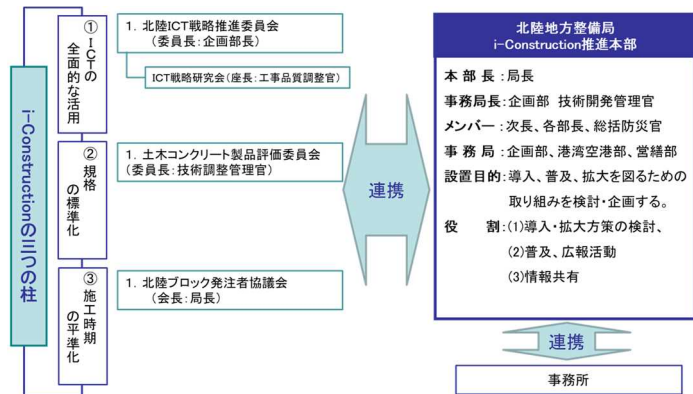 i-Constructionの三つの柱
① ICTの
全面的な活用
1. 北陸ICT戦略推進委員会
(委員長:企画部長)
ICT戦略研究会(座長:工事品質調整官)
② 規格
の標準化
1. 土木コンクリート製品評価委員会
(委員長:技術調整管理官)
③ 施工時期
の平準化
1. 北陸ブロック発注者協議会
(会長:局長)
連携
北陸地方整備局
i-Construction推進本部
本部長:局長
事務局長:企画部 技術開発管理官
メンバー:次長、各部長、総括防災官
事務局:企画部、港湾空港部、営繕部
設置目的:導入、普及、拡大を図るための
取り組みを検討・企画する。
役 割:(1)導入・拡大方策の検討、
(2)普及、広報活動
(3)情報共有
連携
事務所